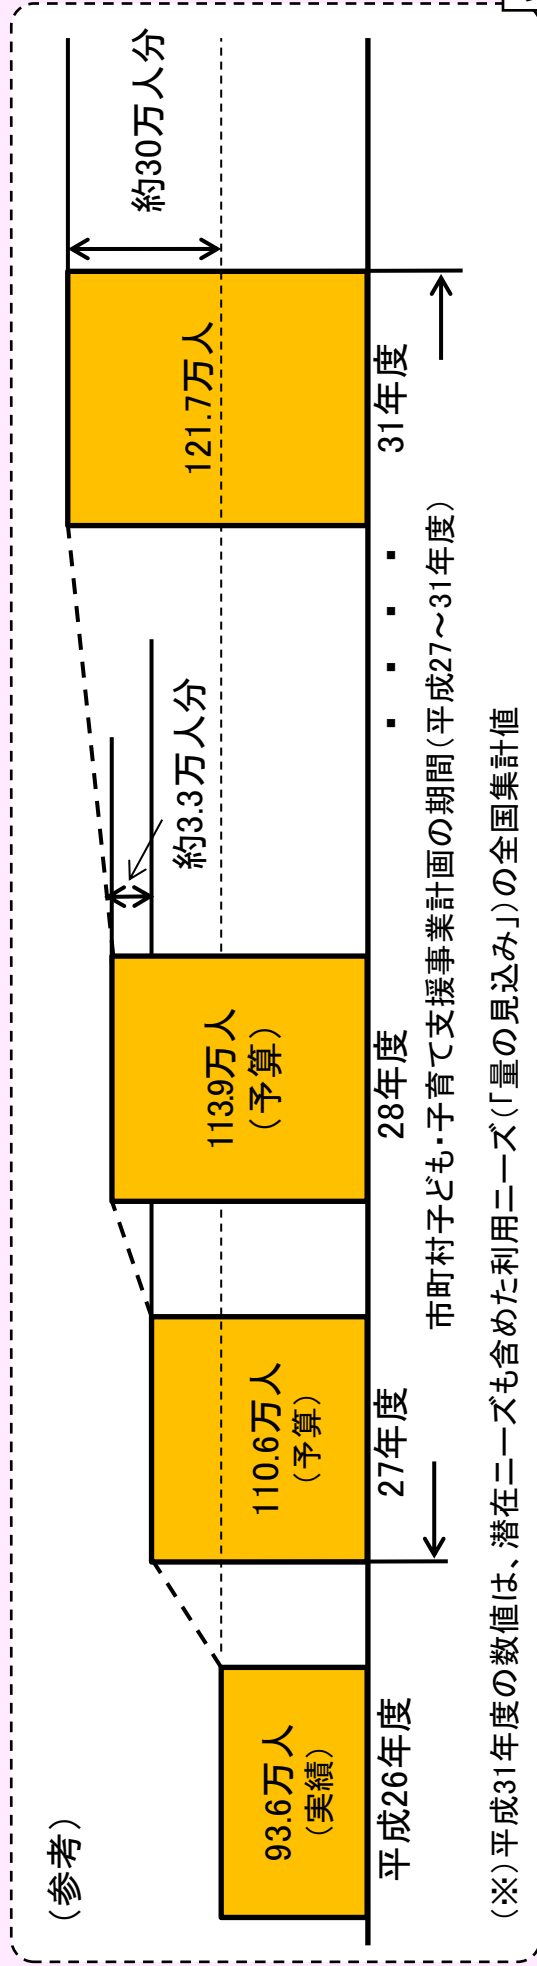 (参考)
93.6万人
(実績)
110.6万人
(予算)
113.9万人
(予算)
約3.3万人分
121.7万人
約30万人分
平成26年度
27年度
28年度
・・・・
31年度
市町村子ども・子育て支援事業計画の期間(平成27~31年度)
(※)平成31年度の数値は、潜在ニーズも含めた利用ニーズ(「量の見込み」)の全国集計値